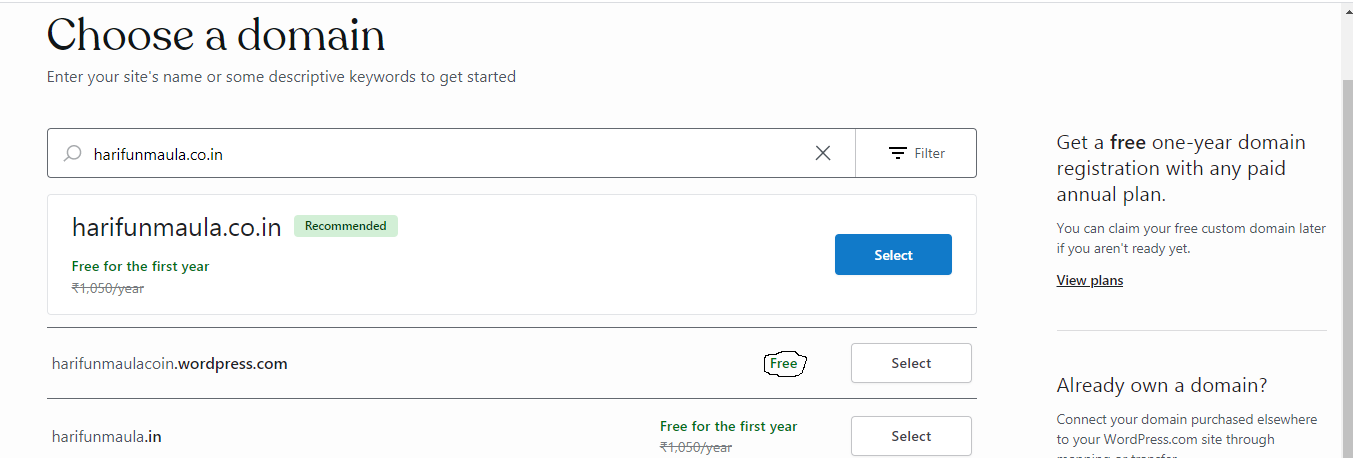 Choose a domain
Enter your site's name or some descriptive keywords to get started
harifunmaula.co.in
Filter
harifunmaula.co.in
Recommended
Free for the first year
₹1,050/year
Select
harifunmaulacoin.wordpress.com
Free
Select
harifunmaula.in
Free for the first year
₹1,050/year
Select
Get a free one-year domain
registration with any paid
annual plan.
You can claim your free custom domain later
if you aren't ready yet.
View plans
Already own a domain?
Connect your domain purchased elsewhere
to your WordPress.com site through